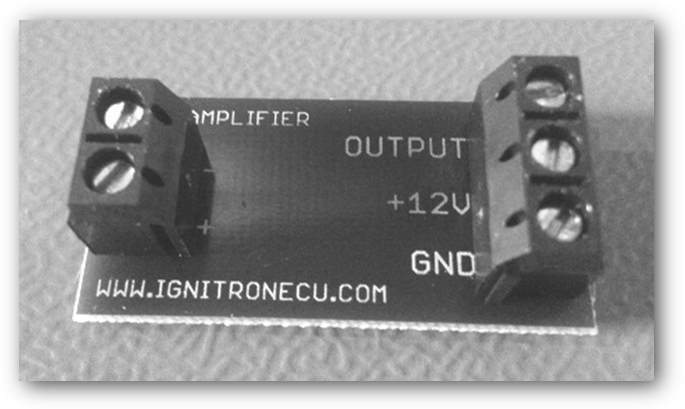 AMPLIFIER
OUTPUT
-
+12V
+
GND
WWW.IGNITRONECU.COM